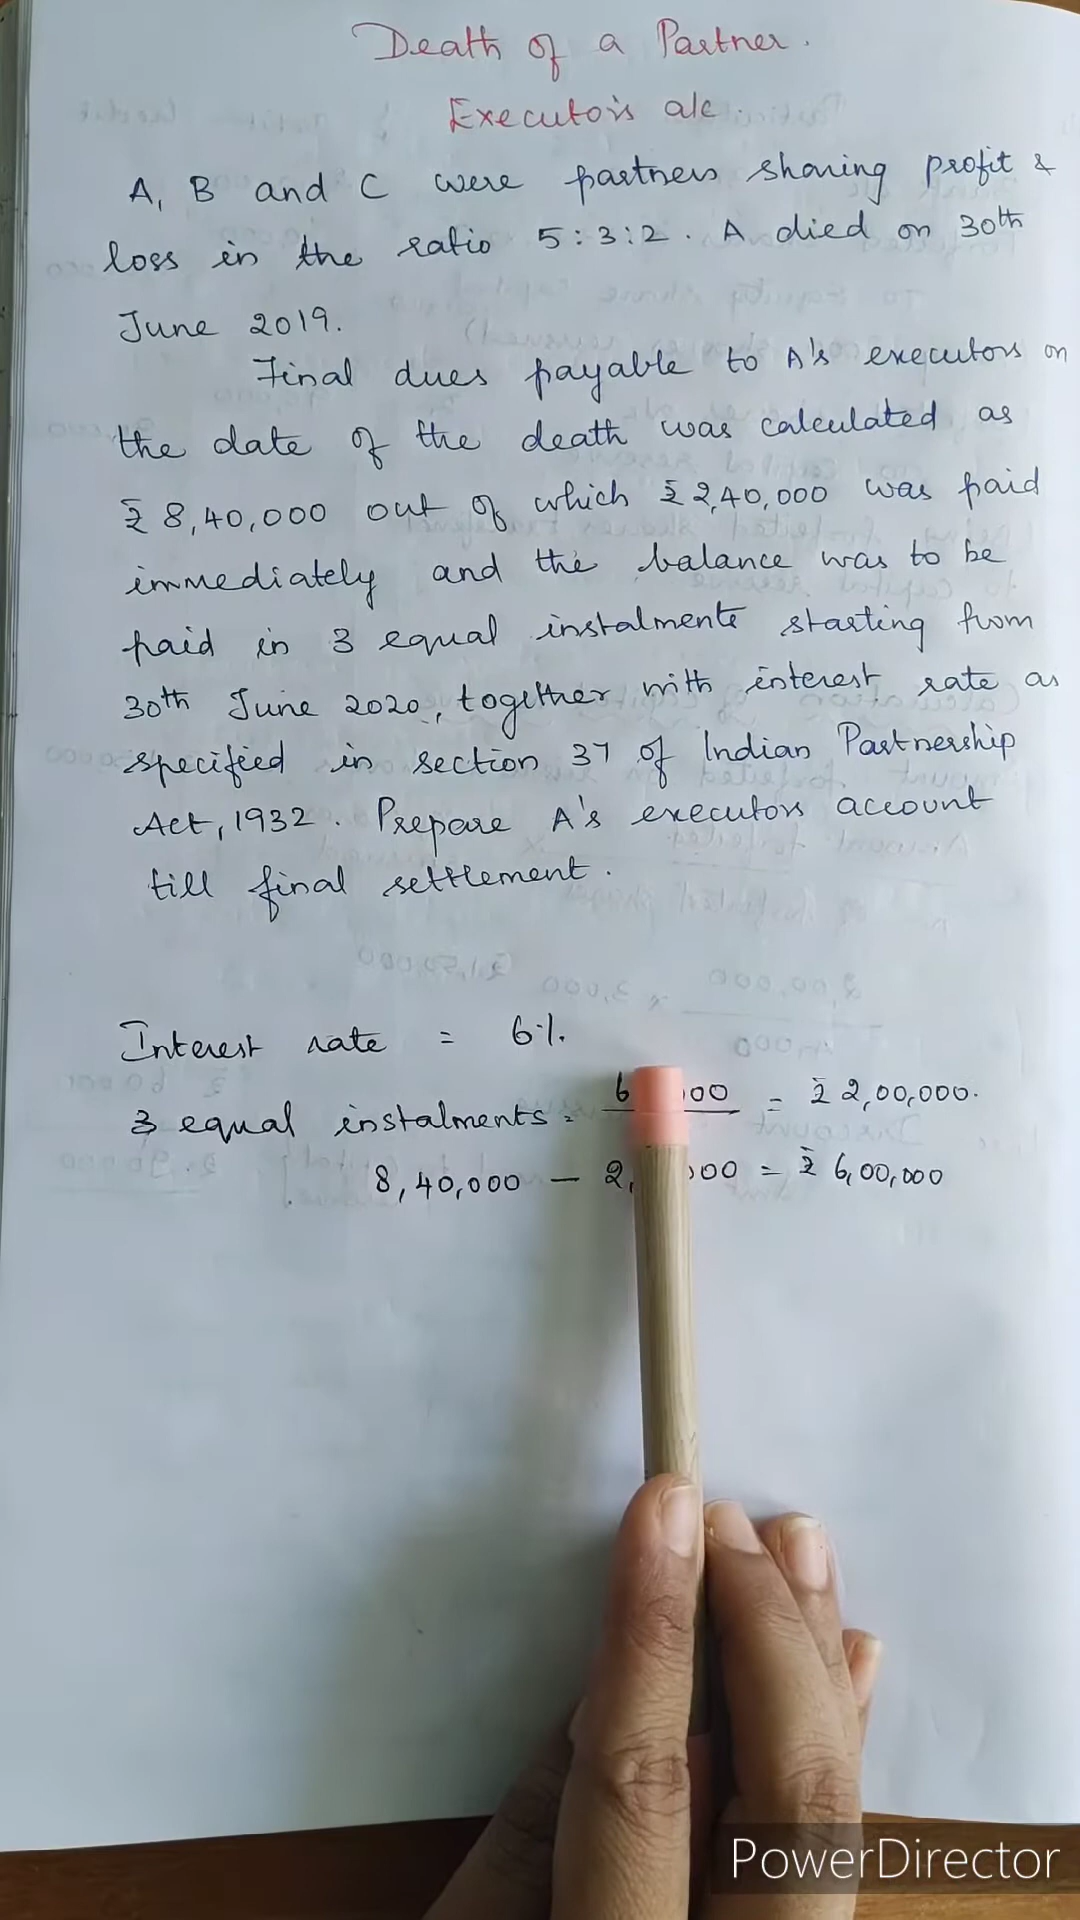 Death of a Partner.
Executor's a/c.
A, B and C were partners sharing profit &
loss in the ratio 5:3:2. A died on 30th
June 2019.
Final dues payable to A's executors on
the date of the death was calculated as
₹ 8,40,000 out of which ₹ 2,40,000 was paid
immediately and the balance was to be
paid in 3 equal instalments starting from
30th June 2020, together with interest rate as
specified in section 37 of Indian Partnership
Act, 1932. Prepare A's executors account
till final settlement.
Interest rate = 6%.
3 equal instalments = = ₹ 2,00,000.
8,40,000 - = ₹ 6,00,000
PowerDirector